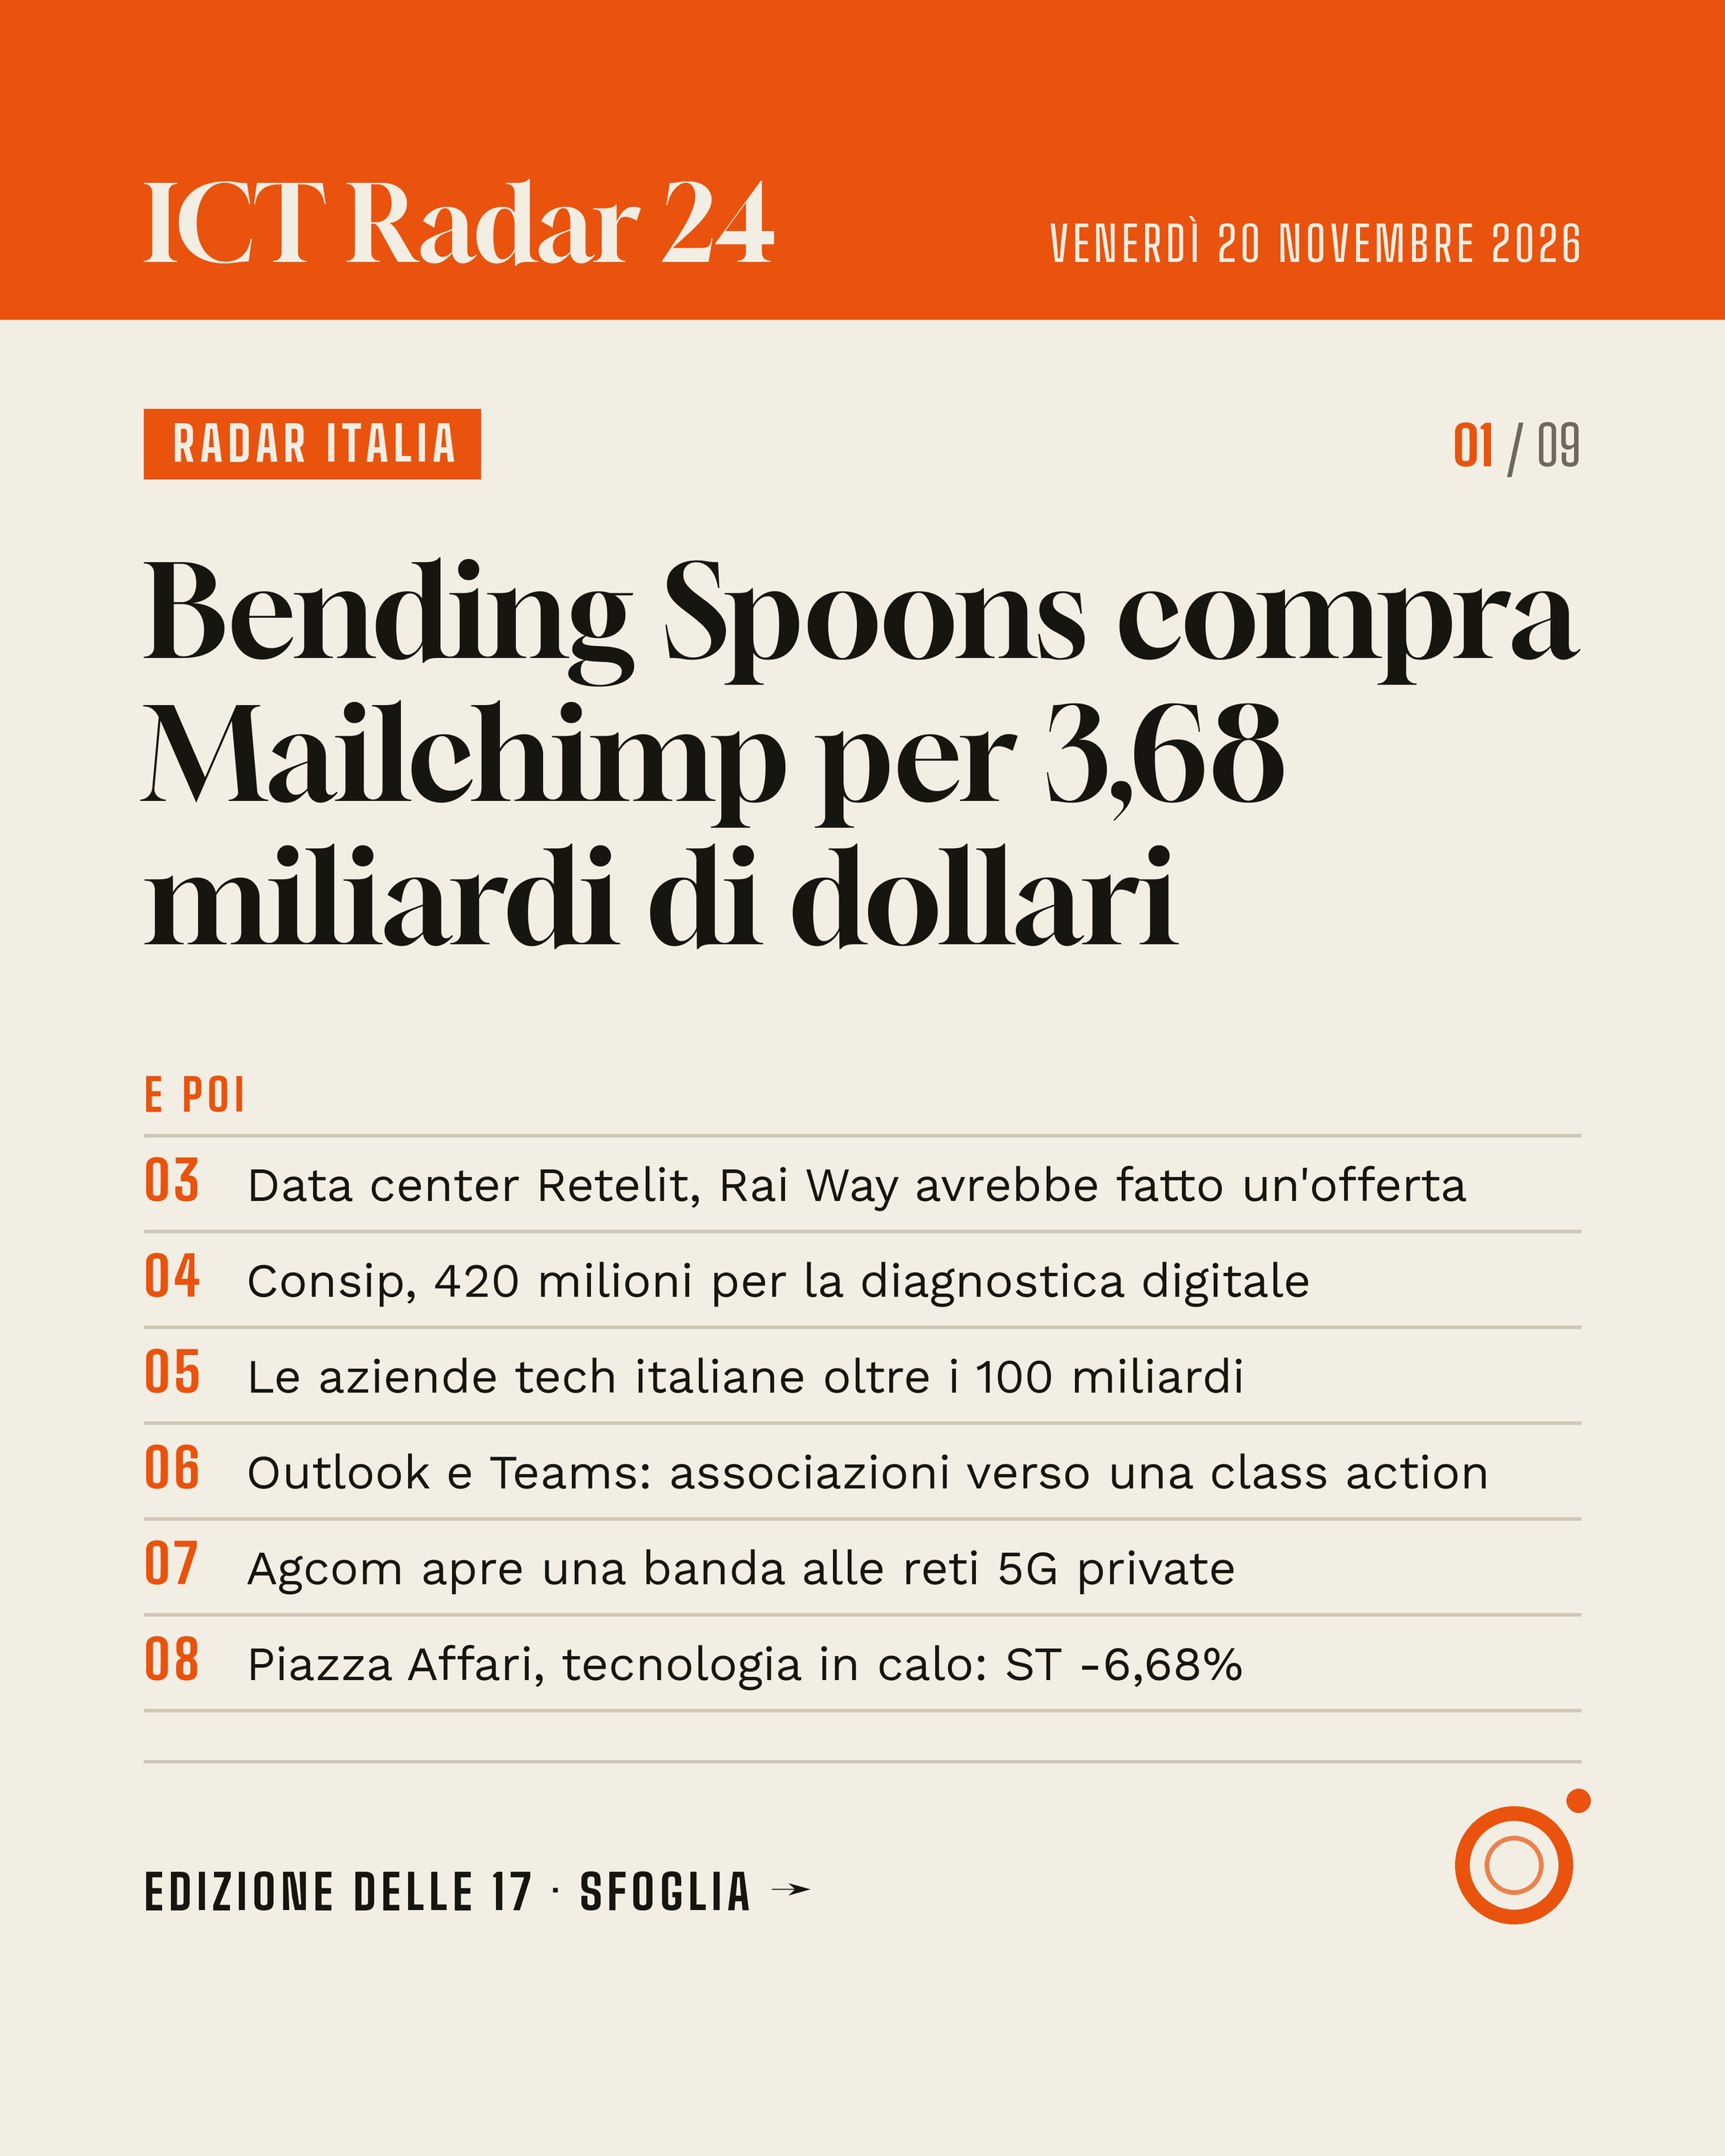 ICT Radar 24
VENERDÌ 20 NOVEMBRE 2026
RADAR ITALIA
01 / 09
Bending Spoons compra
Mailchimp per 3,68
miliardi di dollari
E POI
03 Data center Retelit, Rai Way avrebbe fatto un'offerta
04 Consip, 420 milioni per la diagnostica digitale
05 Le aziende tech italiane oltre i 100 miliardi
06 Outlook e Teams: associazioni verso una class action
07 Agcom apre una banda alle reti 5G private
08 Piazza Affari, tecnologia in calo: ST -6,68%
EDIZIONE DELLE 17 · SFOGLIA →